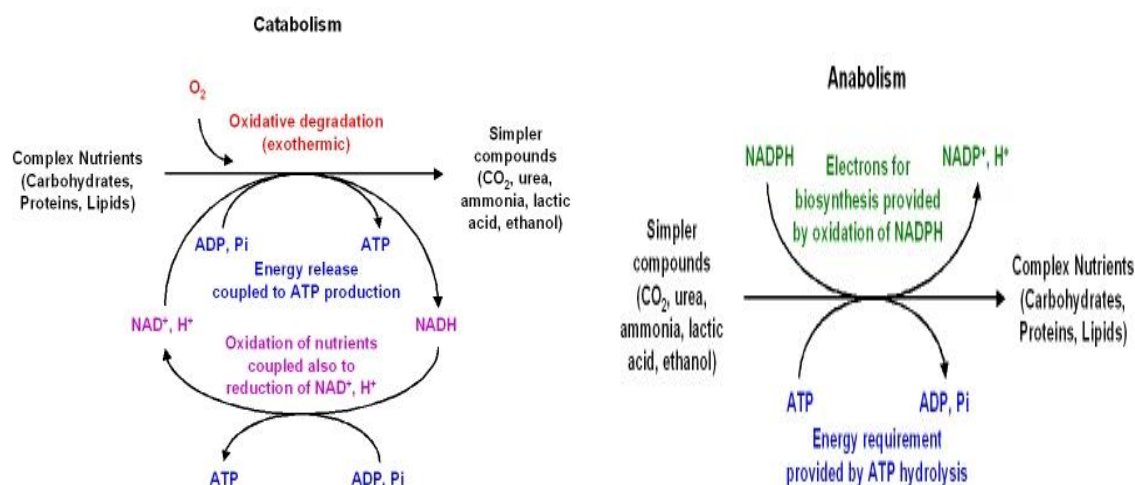 Catabolism
O₂
Oxidative degradation
(exothermic)
Complex Nutrients
(Carbohydrates,
Proteins, Lipids)
Simpler
compounds
(CO₂, urea,
ammonia, lactic
acid, ethanol)
ADP, Pi
ATP
Energy release
coupled to ATP production
NAD⁺, H⁺
NADH
Oxidation of nutrients
coupled also to
reduction of NAD⁺, H⁺
ATP
ADP, Pi
Anabolism
NADPH
NADP⁺, H⁺
Electrons for
biosynthesis provided
by oxidation of NADPH
Simpler
compounds
(CO₂, urea,
ammonia, lactic
acid, ethanol)
Complex Nutrients
(Carbohydrates,
Proteins, Lipids)
ATP
ADP, Pi
Energy requirement
provided by ATP hydrolysis